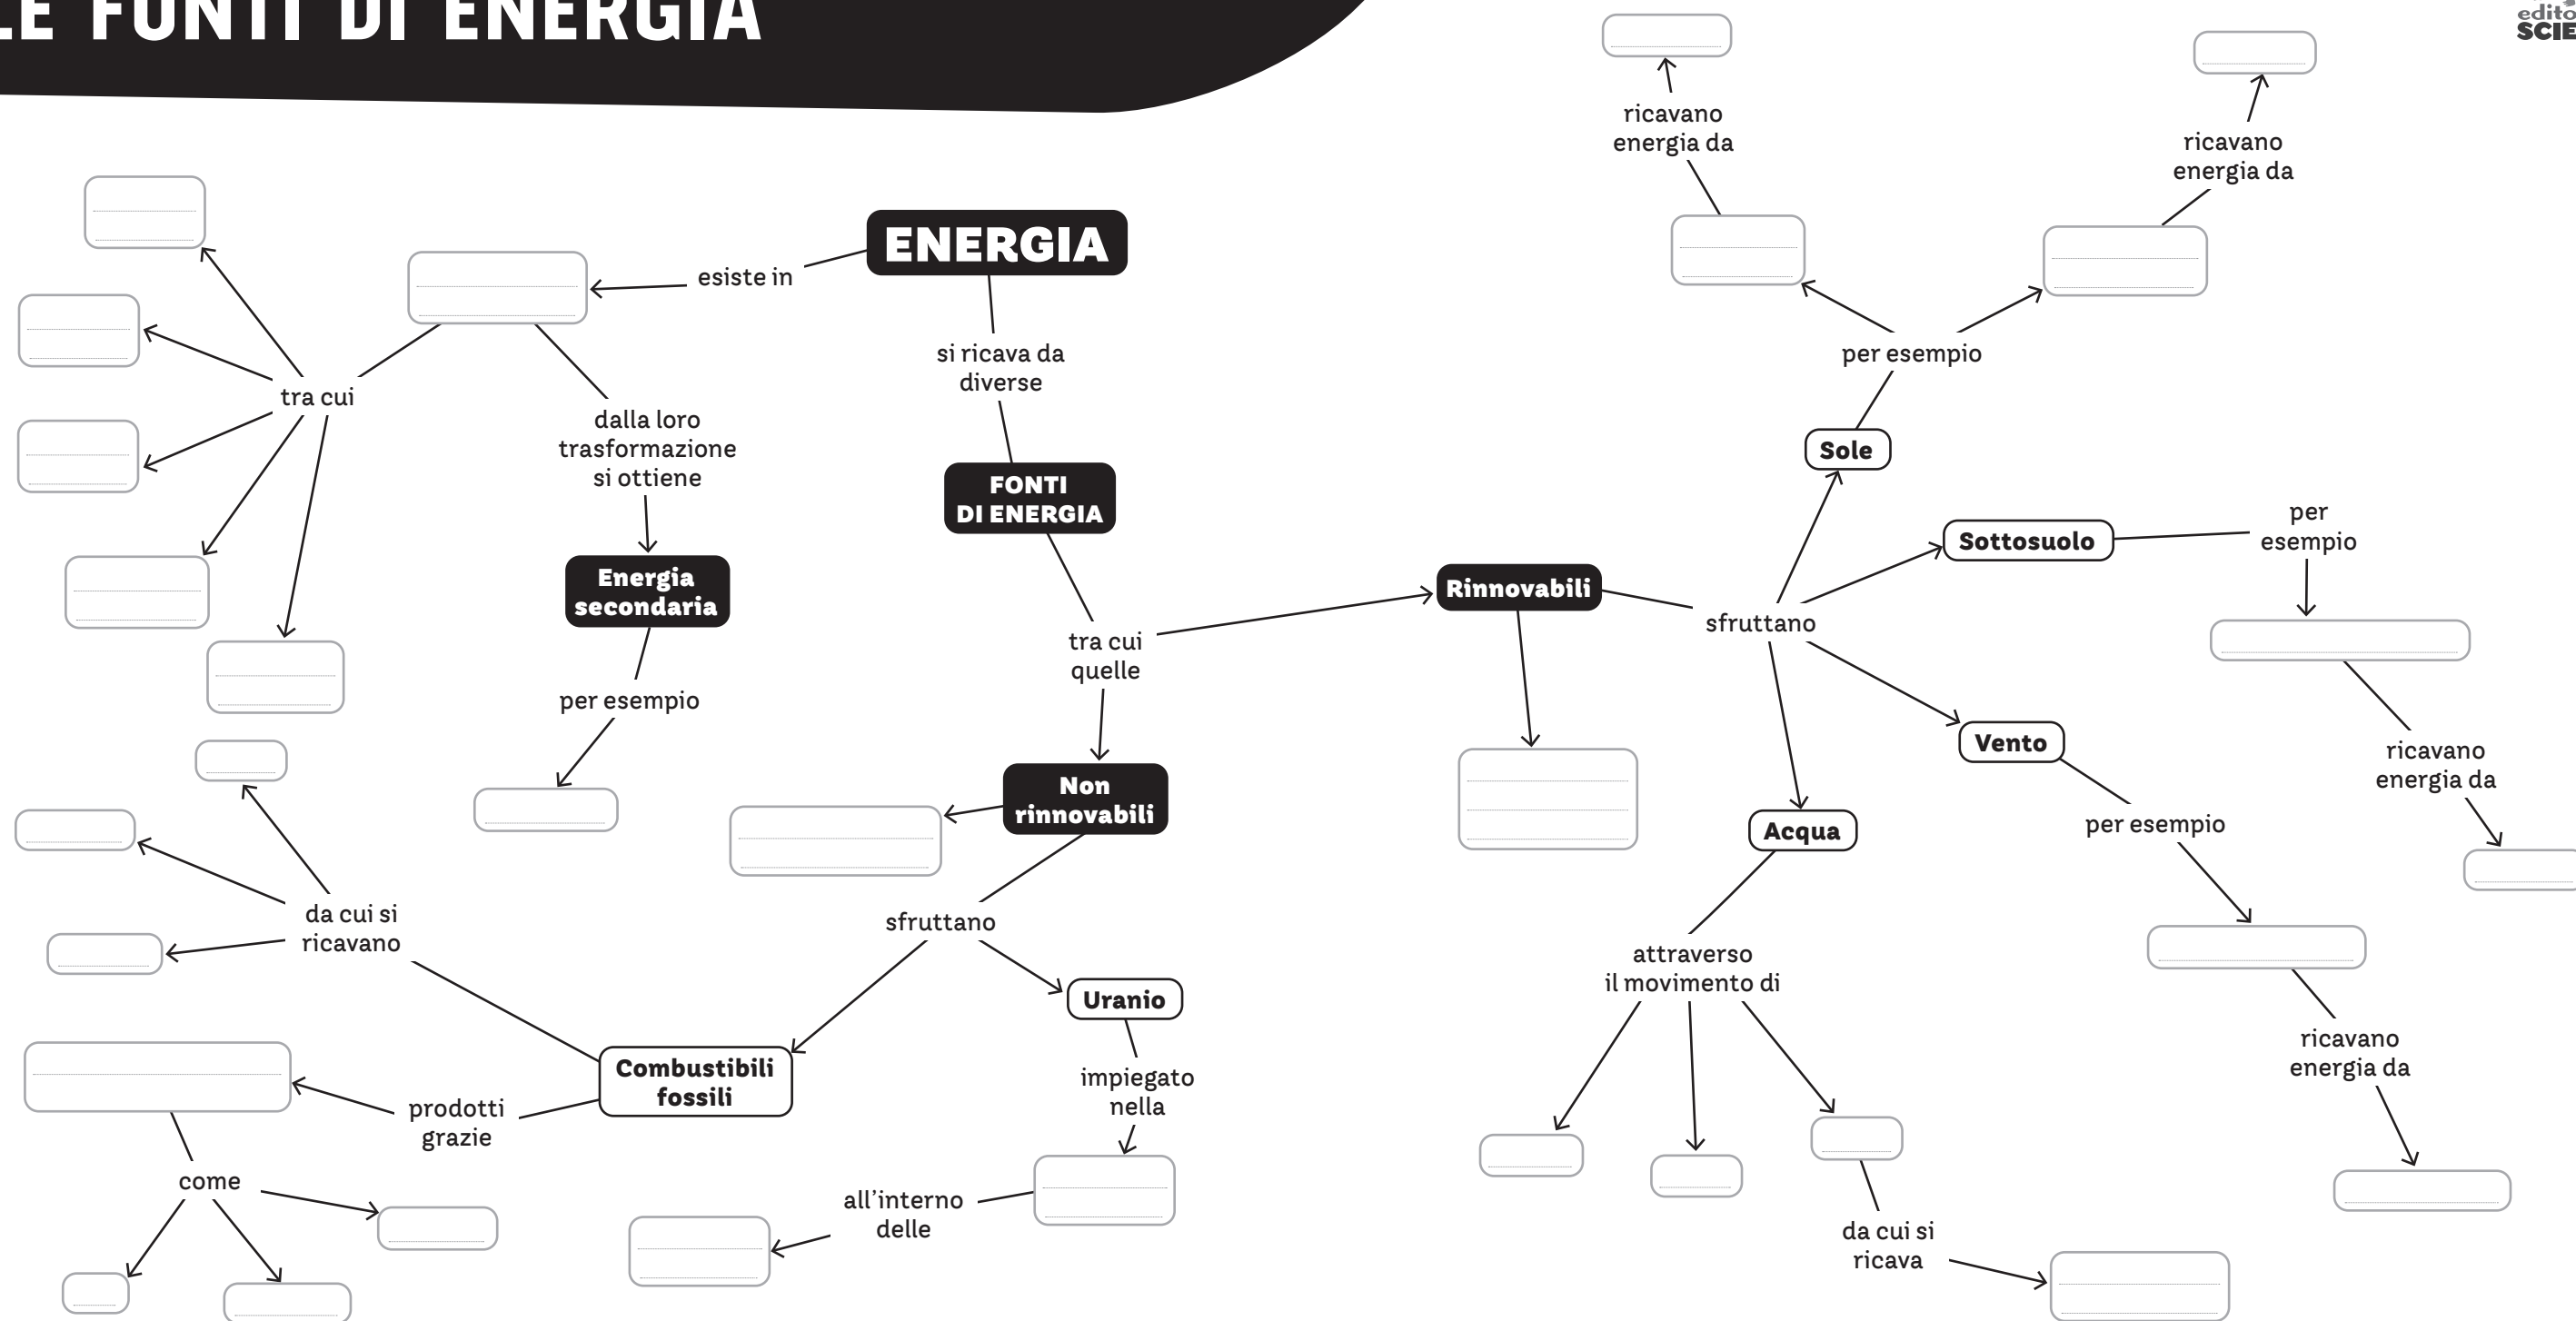 LE FONTI DI ENERGIA
edito
SCIE
ricavano
energia da
ricavano
energia da
ENERGIA
esiste in
si ricava da
diverse
per esempio
tra cui
dalla loro
trasformazione
si ottiene
Sole
FONTI
DI ENERGIA
Sottosuolo
per
esempio
Energia
secondaria
Rinnovabili
sfruttano
tra cui
quelle
per esempio
Vento
ricavano
energia da
Non
rinnovabili
Acqua
per esempio
da cui si
ricavano
sfruttano
attraverso
il movimento di
Uranio
ricavano
energia da
Combustibili
fossili
impiegato
nella
prodotti
grazie
come
all'interno
delle
da cui si
ricava